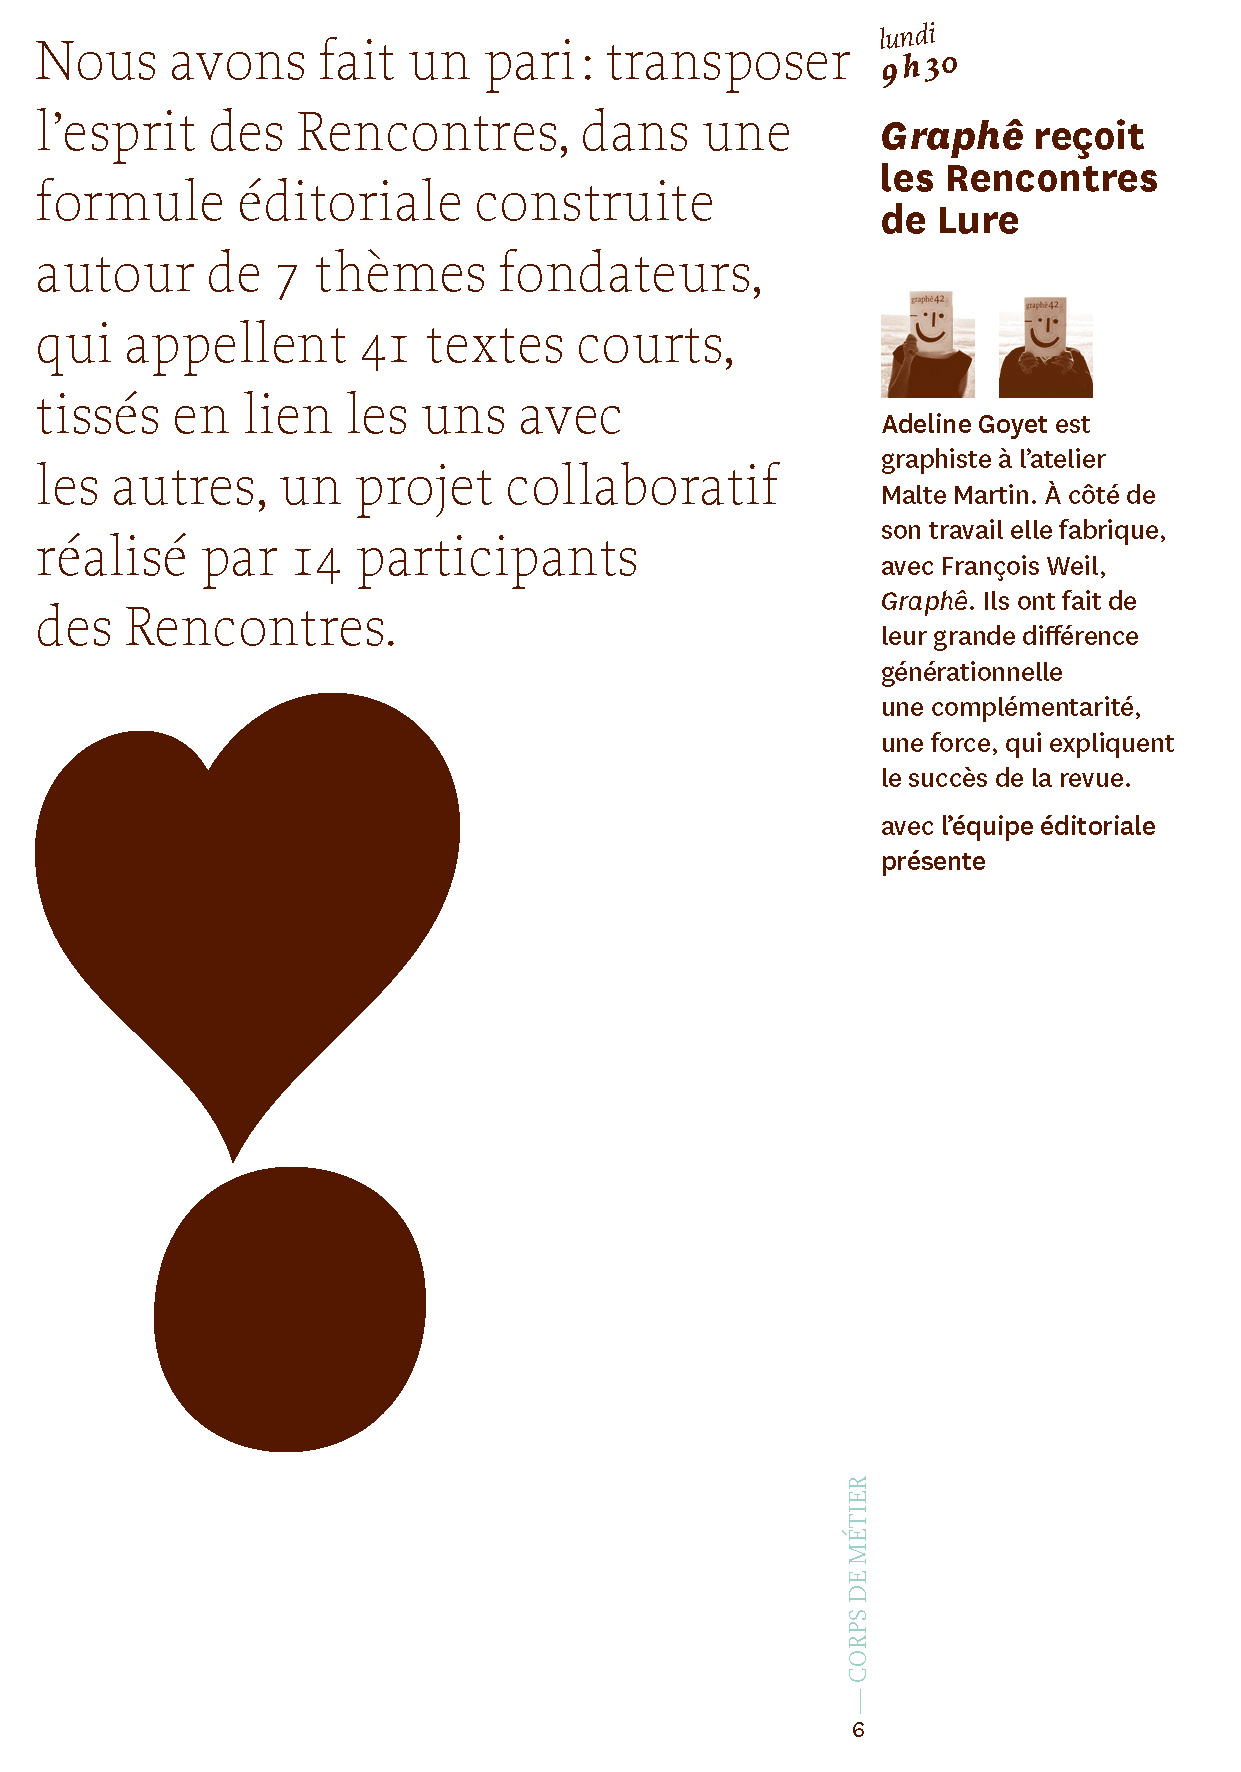 Nous avons fait un pari : transposer
l’esprit des Rencontres, dans une
formule éditoriale construite
autour de 7 thèmes fondateurs,
qui appellent 41 textes courts,
tissés en lien les uns avec
les autres, un projet collaboratif
réalisé par 14 participants
des Rencontres.
lundi
9h30
Graphê reçoit
les Rencontres
de Lure
graphê 42
graphê 42
Adeline Goyet est
graphiste à l’atelier
Malte Martin. À côté de
son travail elle fabrique,
avec François Weil,
Graphê. Ils ont fait de
leur grande différence
générationnelle
une complémentarité,
une force, qui expliquent
le succès de la revue.
avec l’équipe éditoriale
présente
— CORPS DE MÉTIER
6